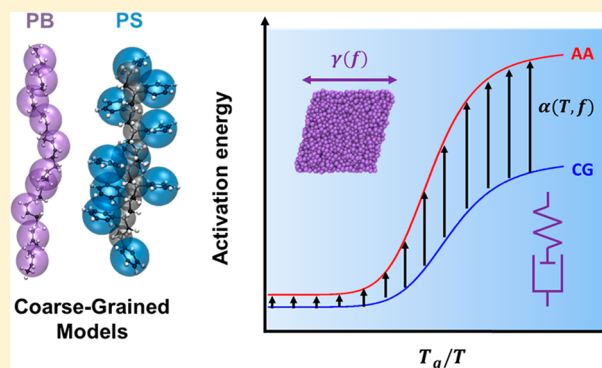 PB
PS
Coarse-Grained
Models
Activation energy
γ(f)
AA
α(T, f)
CG
T_g/T